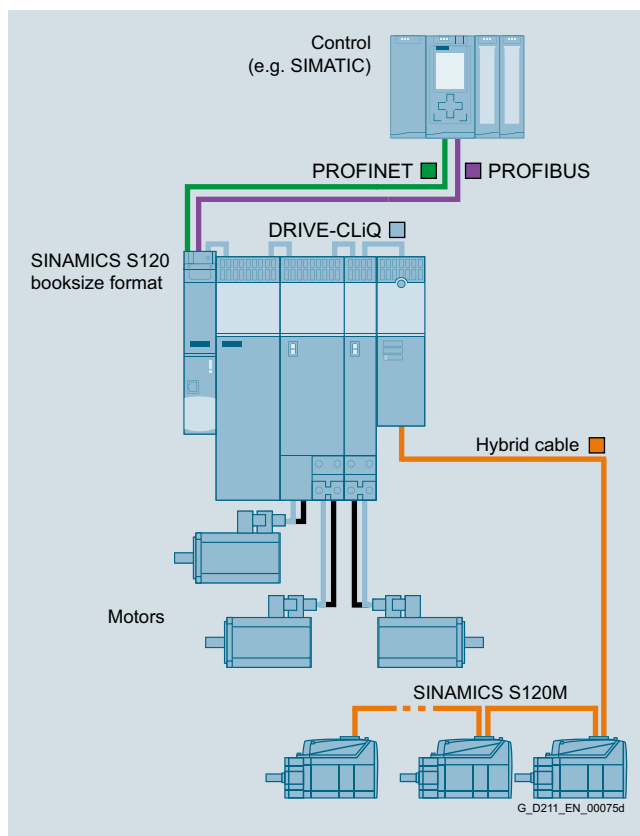 Control
(e.g. SIMATIC)
PROFINET
PROFIBUS
DRIVE-CLiQ
SINAMICS S120
booksize format
Hybrid cable
Motors
SINAMICS S120M
G_D211_EN_00075d